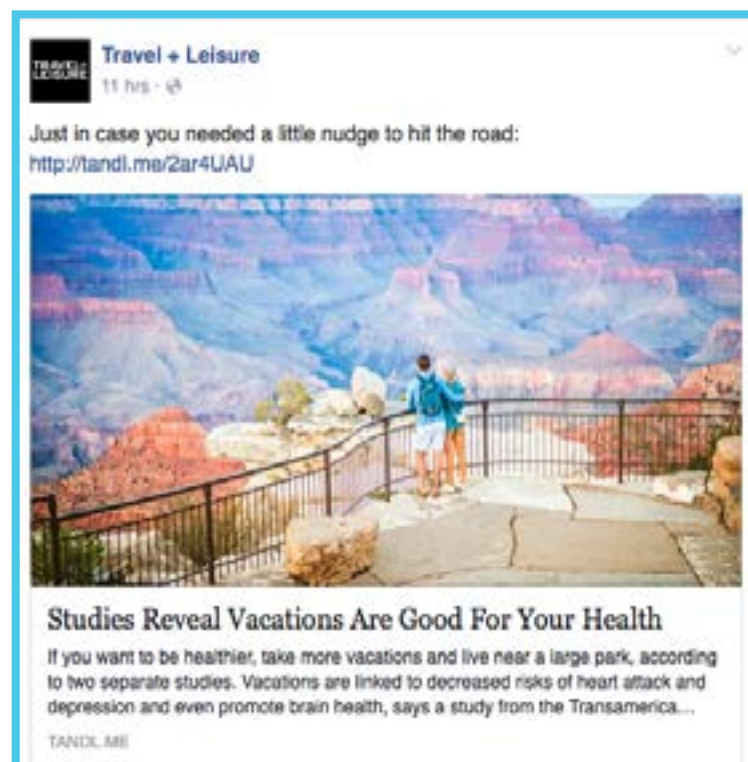 TRAVEL+
LEISURE
Travel + Leisure
11 hrs ·
Just in case you needed a little nudge to hit the road:
http://tandl.me/2ar4UAU
Studies Reveal Vacations Are Good For Your Health
If you want to be healthier, take more vacations and live near a large park, according
to two separate studies. Vacations are linked to decreased risks of heart attack and
depression and even promote brain health, says a study from the Transamerica...
TANDL.ME